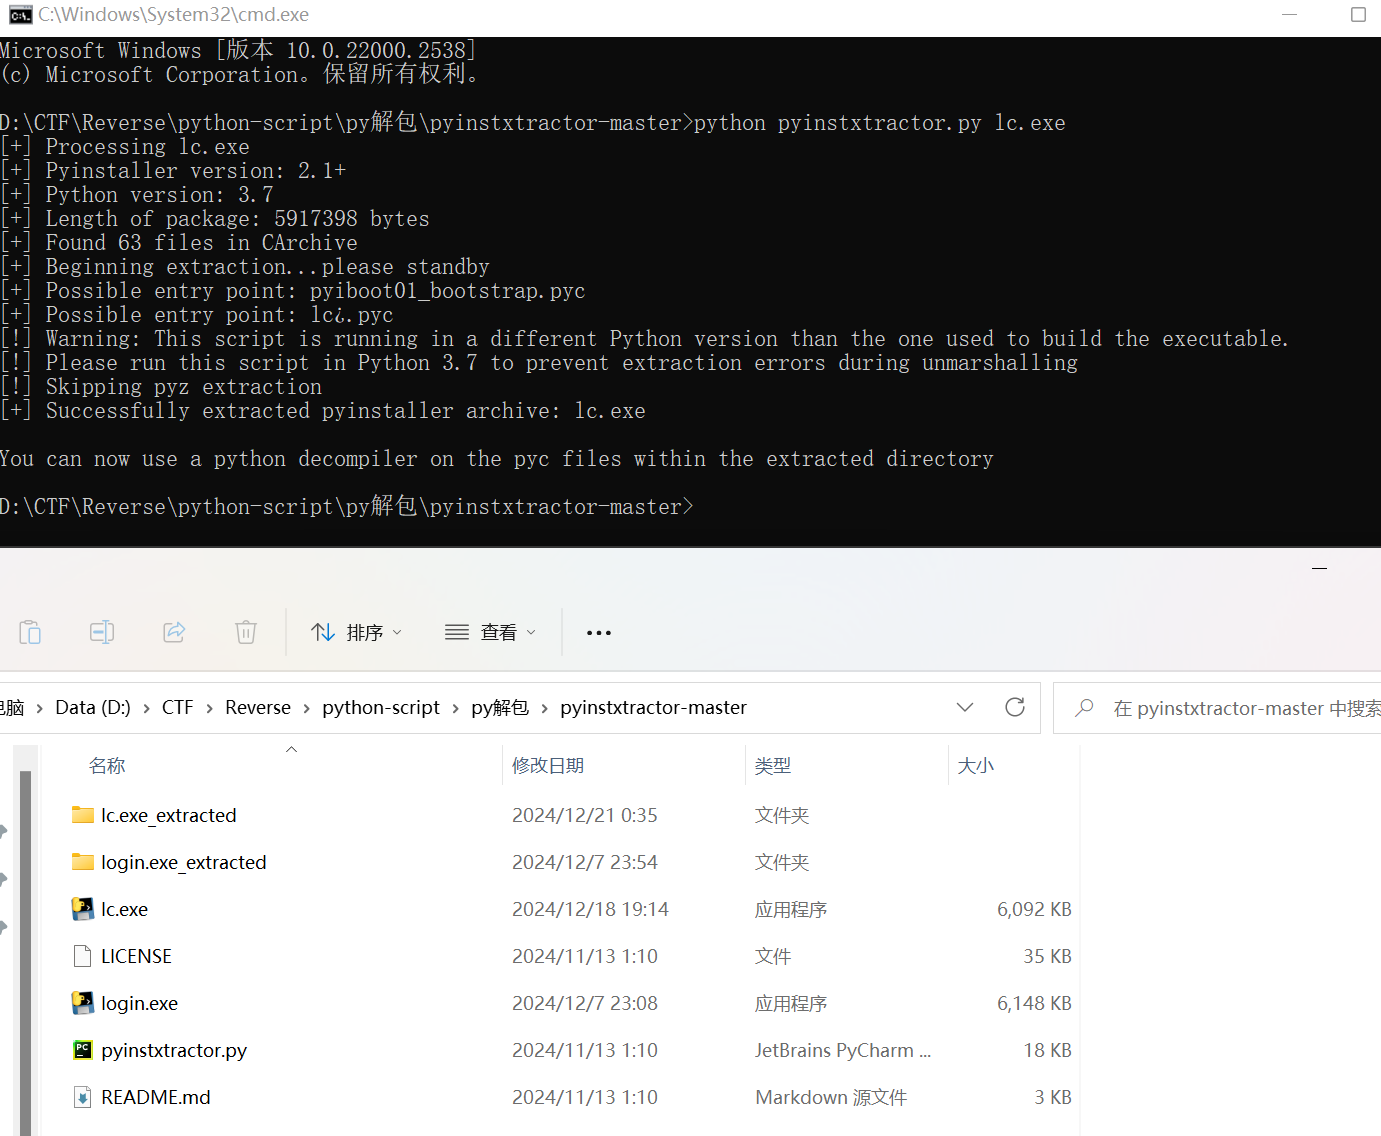 C:\Windows\System32\cmd.exe
Microsoft Windows [版本 10.0.22000.2538]
(c) Microsoft Corporation。保留所有权利。
D:\CTF\Reverse\python-script\py解包\pyinstxtractor-master>python pyinstxtractor.py lc.exe
[+] Processing lc.exe
[+] Pyinstaller version: 2.1+
[+] Python version: 3.7
[+] Length of package: 5917398 bytes
[+] Found 63 files in CArchive
[+] Beginning extraction...please standby
[+] Possible entry point: pyiboot01_bootstrap.pyc
[+] Possible entry point: lc¿.pyc
[!] Warning: This script is running in a different Python version than the one used to build the executable.
[!] Please run this script in Python 3.7 to prevent extraction errors during unmarshalling
[!] Skipping pyz extraction
[+] Successfully extracted pyinstaller archive: lc.exe
You can now use a python decompiler on the pyc files within the extracted directory
D:\CTF\Reverse\python-script\py解包\pyinstxtractor-master>
排序 查看
电脑 > Data (D:) > CTF > Reverse > python-script > py解包 > pyinstxtractor-master
在 pyinstxtractor-master 中搜索
名称 修改日期 类型 大小
lc.exe_extracted 2024/12/21 0:35 文件夹
login.exe_extracted 2024/12/7 23:54 文件夹
lc.exe 2024/12/18 19:14 应用程序 6,092 KB
LICENSE 2024/11/13 1:10 文件 35 KB
login.exe 2024/12/7 23:08 应用程序 6,148 KB
pyinstxtractor.py 2024/11/13 1:10 JetBrains PyCharm ... 18 KB
README.md 2024/11/13 1:10 Markdown 源文件 3 KB